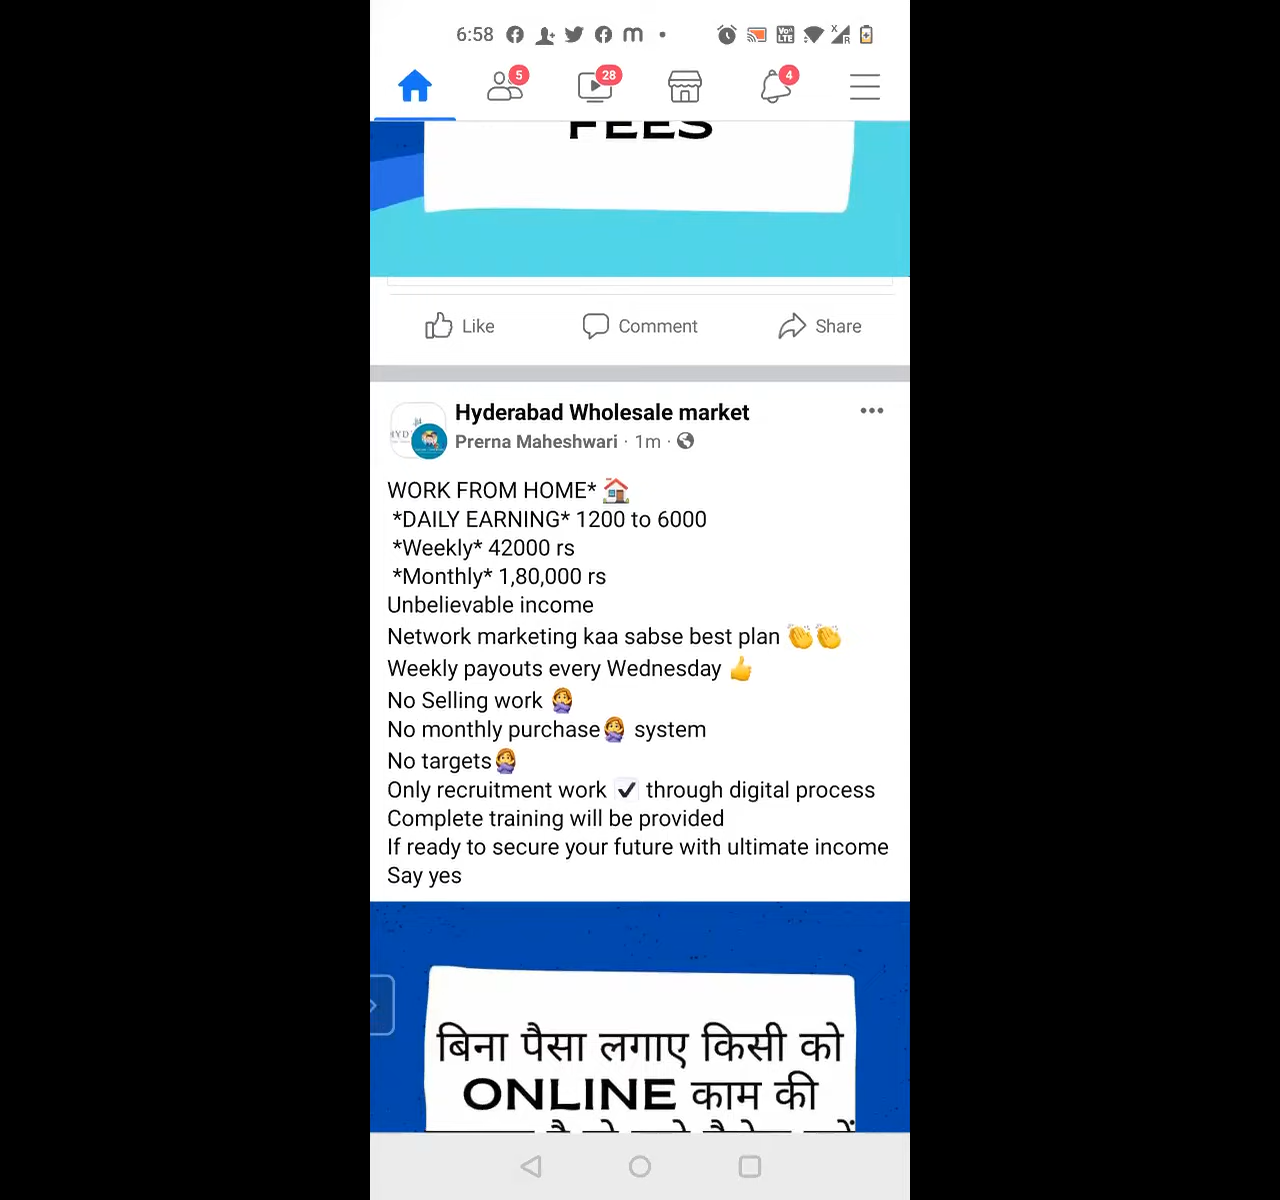 6:58
5
28
4
FEES
Like
Comment
Share
Hyderabad Wholesale market
Prerna Maheshwari · 1m ·
WORK FROM HOME* 🏠
*DAILY EARNING* 1200 to 6000
*Weekly* 42000 rs
*Monthly* 1,80,000 rs
Unbelievable income
Network marketing kaa sabse best plan 👏👏
Weekly payouts every Wednesday 👍
No Selling work 🙅‍♀️
No monthly purchase🙅‍♀️ system
No targets🙅‍♀️
Only recruitment work ✔️ through digital process
Complete training will be provided
If ready to secure your future with ultimate income
Say yes
बिना पैसा लगाए किसी को
ONLINE काम की